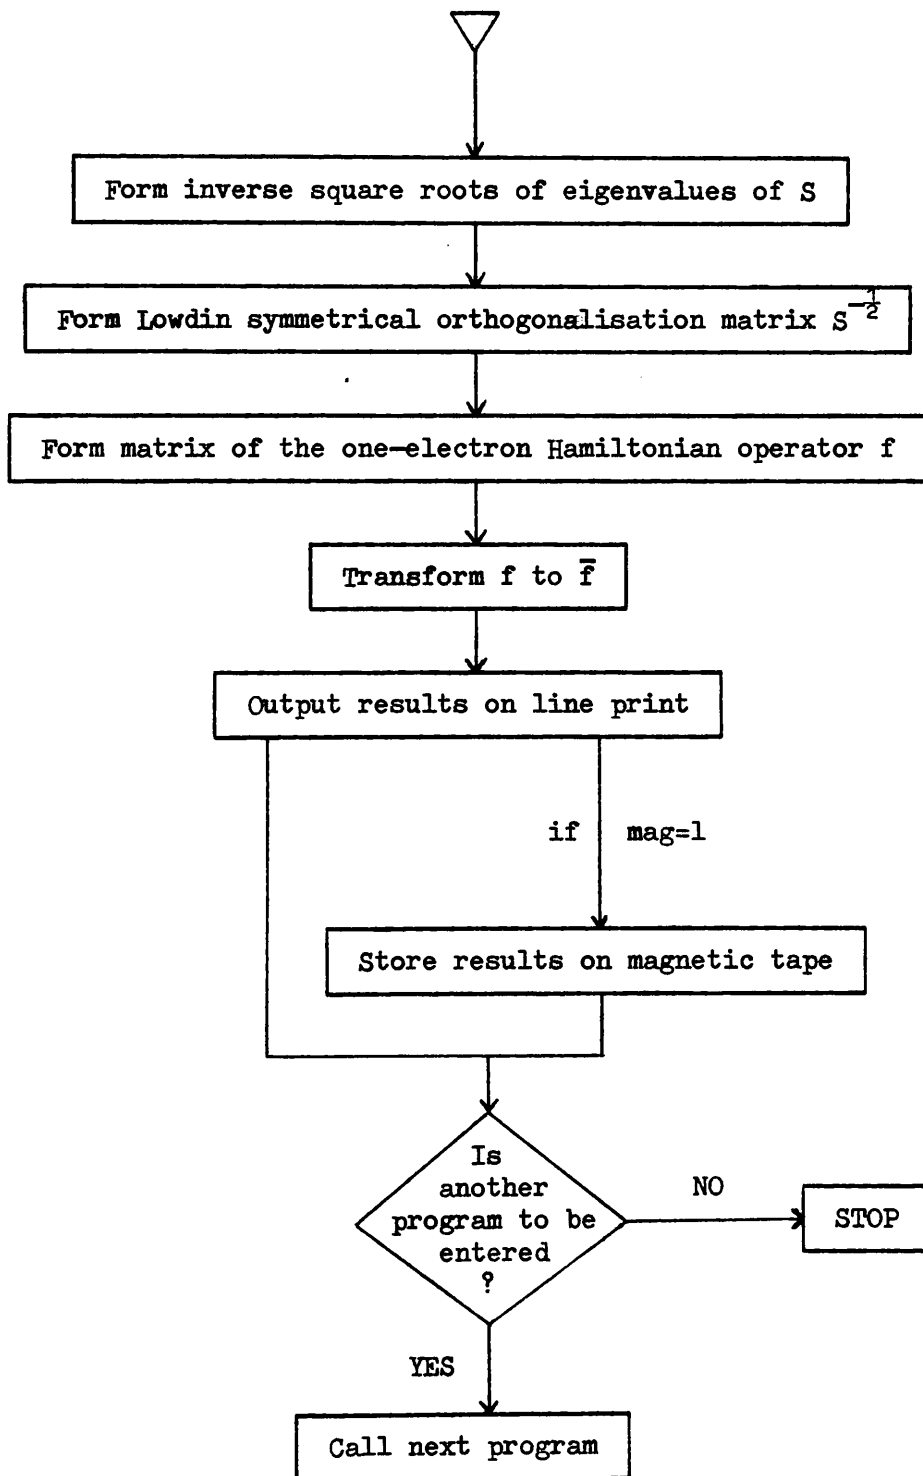 Form inverse square roots of eigenvalues of S
Form Lowdin symmetrical orthogonalisation matrix S^{-1/2}
Form matrix of the one-electron Hamiltonian operator f
Transform f to f̅
Output results on line print
if mag=1
Store results on magnetic tape
Is
another
program to be
entered
?
NO
STOP
YES
Call next program